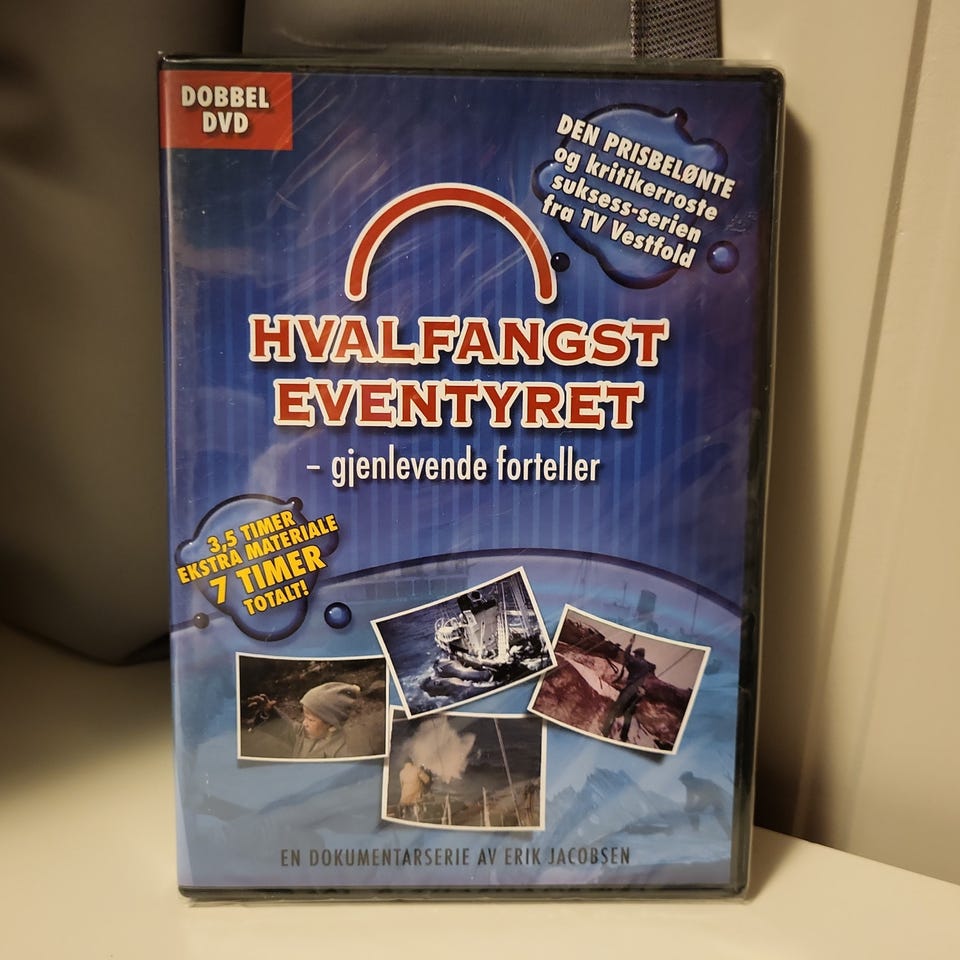 DOBBEL
DVD
DEN PRISBELØNTE
og kritikerroste
suksess-serien
fra TV Vestfold
HVALFANGST
EVENTYRET
– gjenlevende forteller
3,5 TIMER
EKSTRA MATERIALE
7 TIMER
TOTALT!
EN DOKUMENTARSERIE AV ERIK JACOBSEN